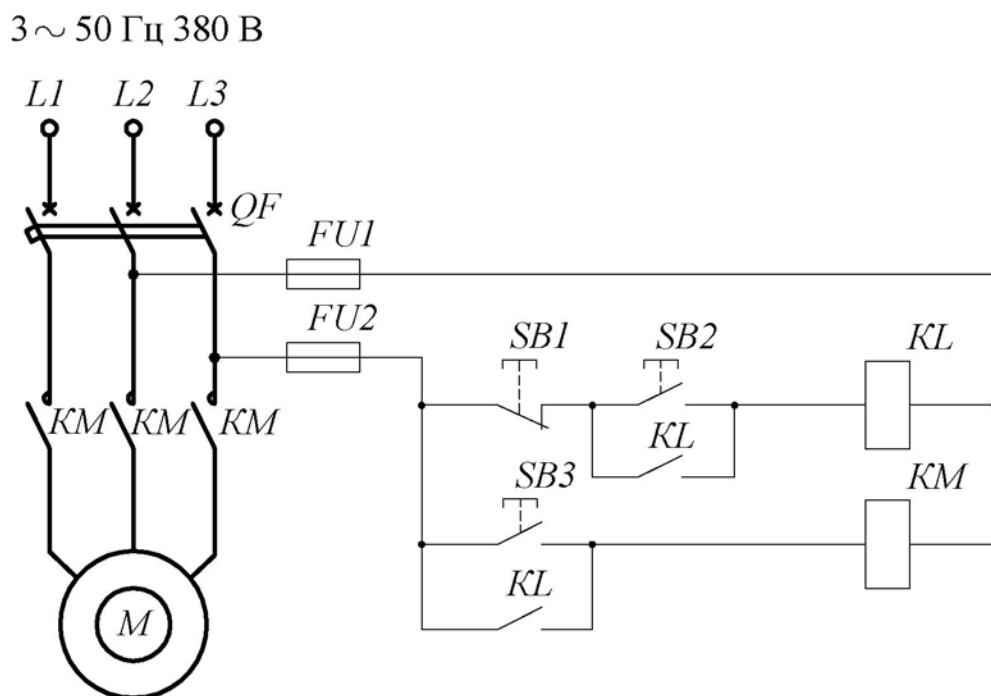 3 ~ 50 Гц 380 В
L1 L2 L3
QF
FU1
FU2
SB1 SB2 KL
KM KM KM
KL
SB3 KM
KL
M